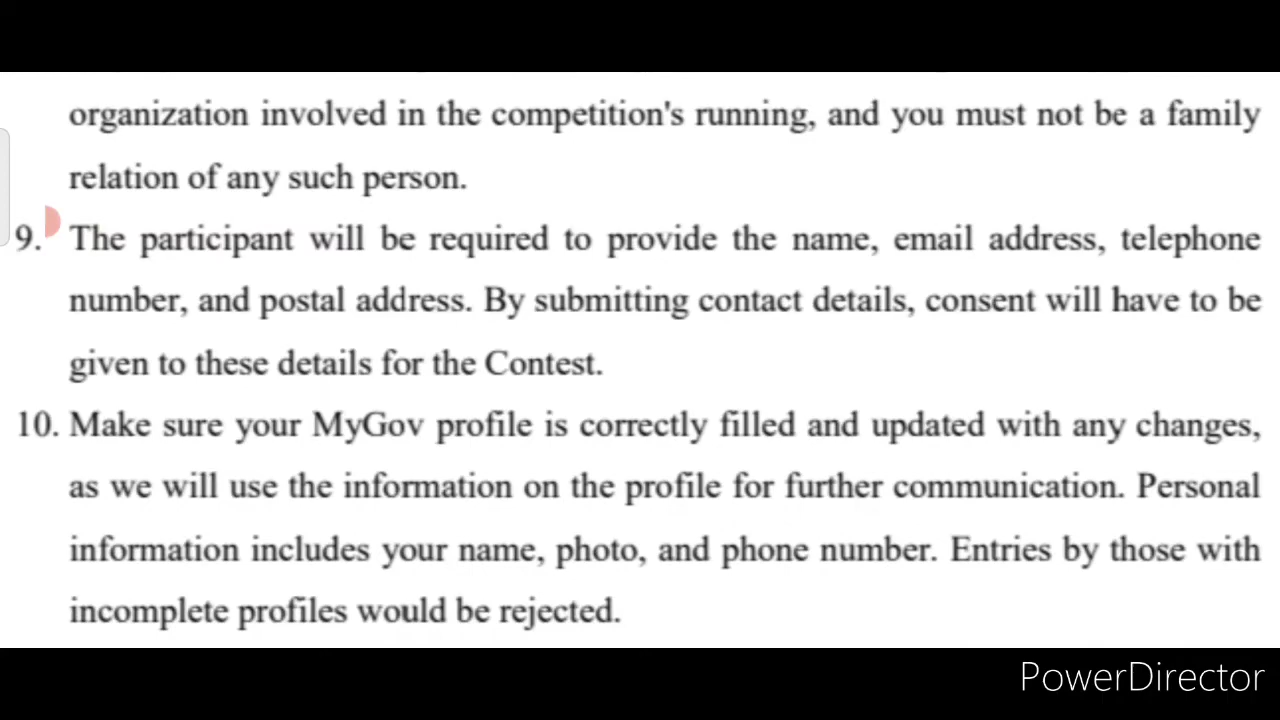 organization involved in the competition's running, and you must not be a family
relation of any such person.
9. The participant will be required to provide the name, email address, telephone
number, and postal address. By submitting contact details, consent will have to be
given to these details for the Contest.
10. Make sure your MyGov profile is correctly filled and updated with any changes,
as we will use the information on the profile for further communication. Personal
information includes your name, photo, and phone number. Entries by those with
incomplete profiles would be rejected.
PowerDirector